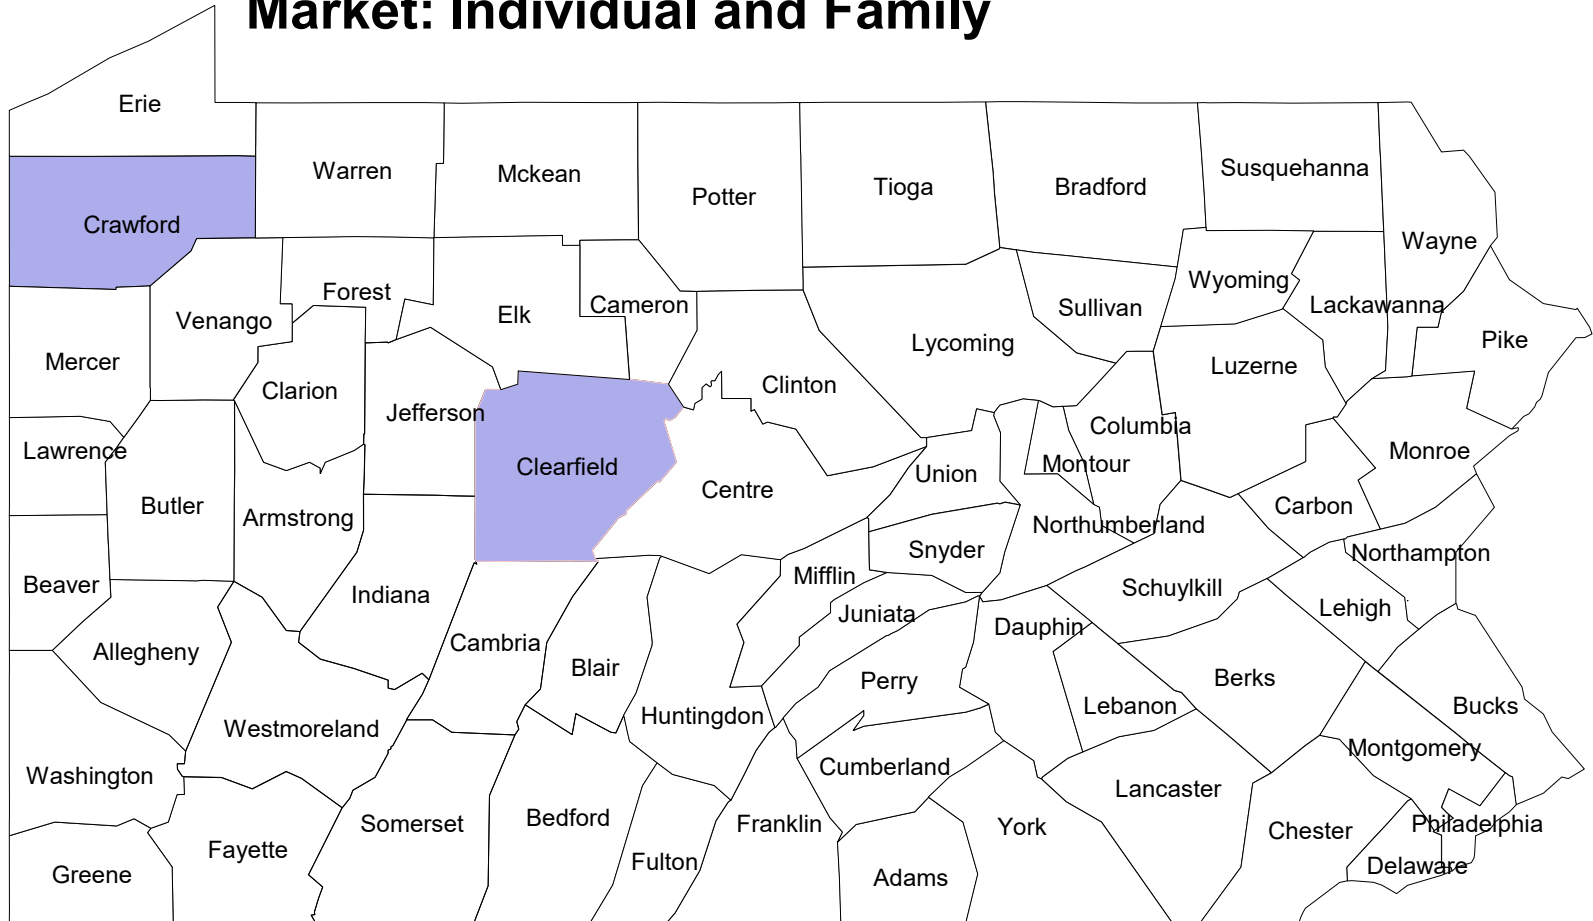 Market: Individual and Family
Erie
Warren
Mckean
Potter
Tioga
Bradford
Susquehanna
Crawford
Wayne
Wyoming
Forest
Elk
Cameron
Sullivan
Lackawanna
Venango
Lycoming
Pike
Mercer
Luzerne
Clarion
Clinton
Jefferson
Columbia
Lawrence
Clearfield
Union
Montour
Monroe
Centre
Butler
Armstrong
Carbon
Northumberland
Snyder
Northampton
Beaver
Indiana
Mifflin
Schuylkill
Juniata
Lehigh
Dauphin
Allegheny
Cambria
Blair
Perry
Berks
Westmoreland
Huntingdon
Lebanon
Bucks
Montgomery
Washington
Cumberland
Lancaster
Somerset
Bedford
Franklin
York
Chester
Philadelphia
Fayette
Fulton
Delaware
Greene
Adams